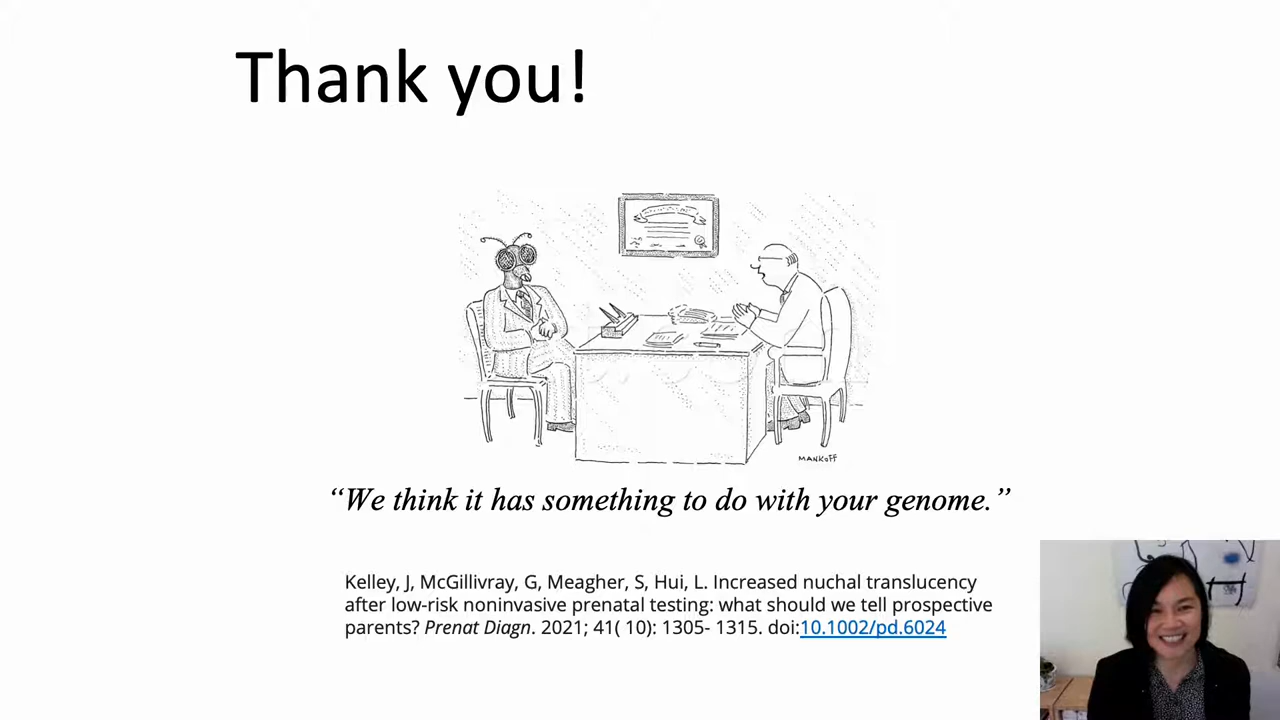 Thank you!
MANKOFF
“We think it has something to do with your genome.”
Kelley, J, McGillivray, G, Meagher, S, Hui, L. Increased nuchal translucency
after low-risk noninvasive prenatal testing: what should we tell prospective
parents? Prenat Diagn. 2021; 41( 10): 1305- 1315. doi:10.1002/pd.6024